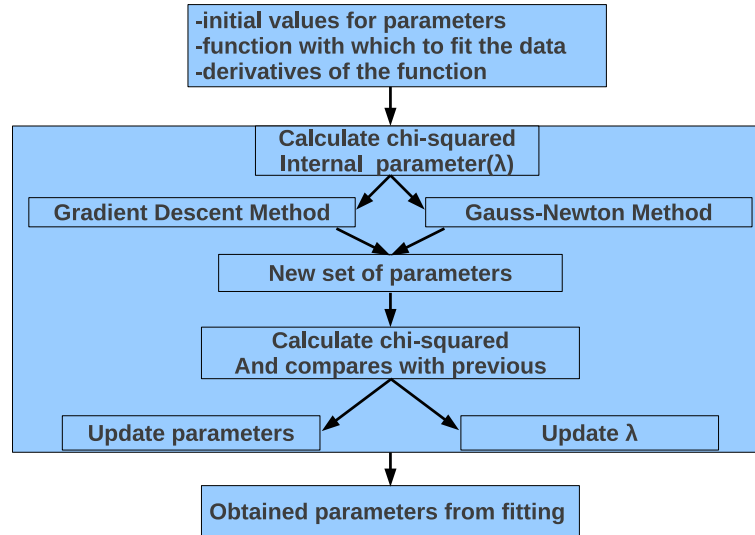 -initial values for parameters
-function with which to fit the data
-derivatives of the function
Calculate chi-squared
Internal parameter(λ)
Gradient Descent Method
Gauss-Newton Method
New set of parameters
Calculate chi-squared
And compares with previous
Update parameters
Update λ
Obtained parameters from fitting